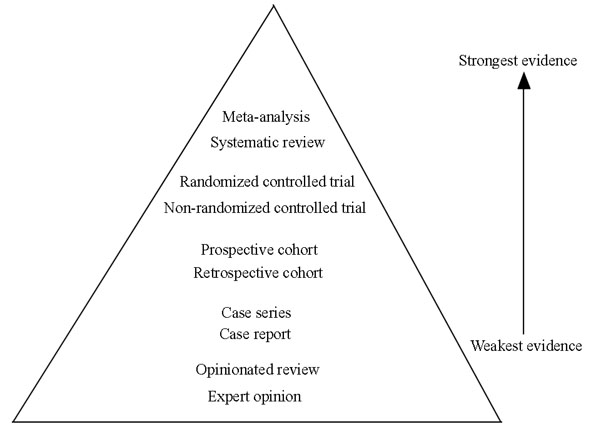 Strongest evidence
Meta-analysis
Systematic review
Randomized controlled trial
Non-randomized controlled trial
Prospective cohort
Retrospective cohort
Case series
Case report
Weakest evidence
Opinionated review
Expert opinion